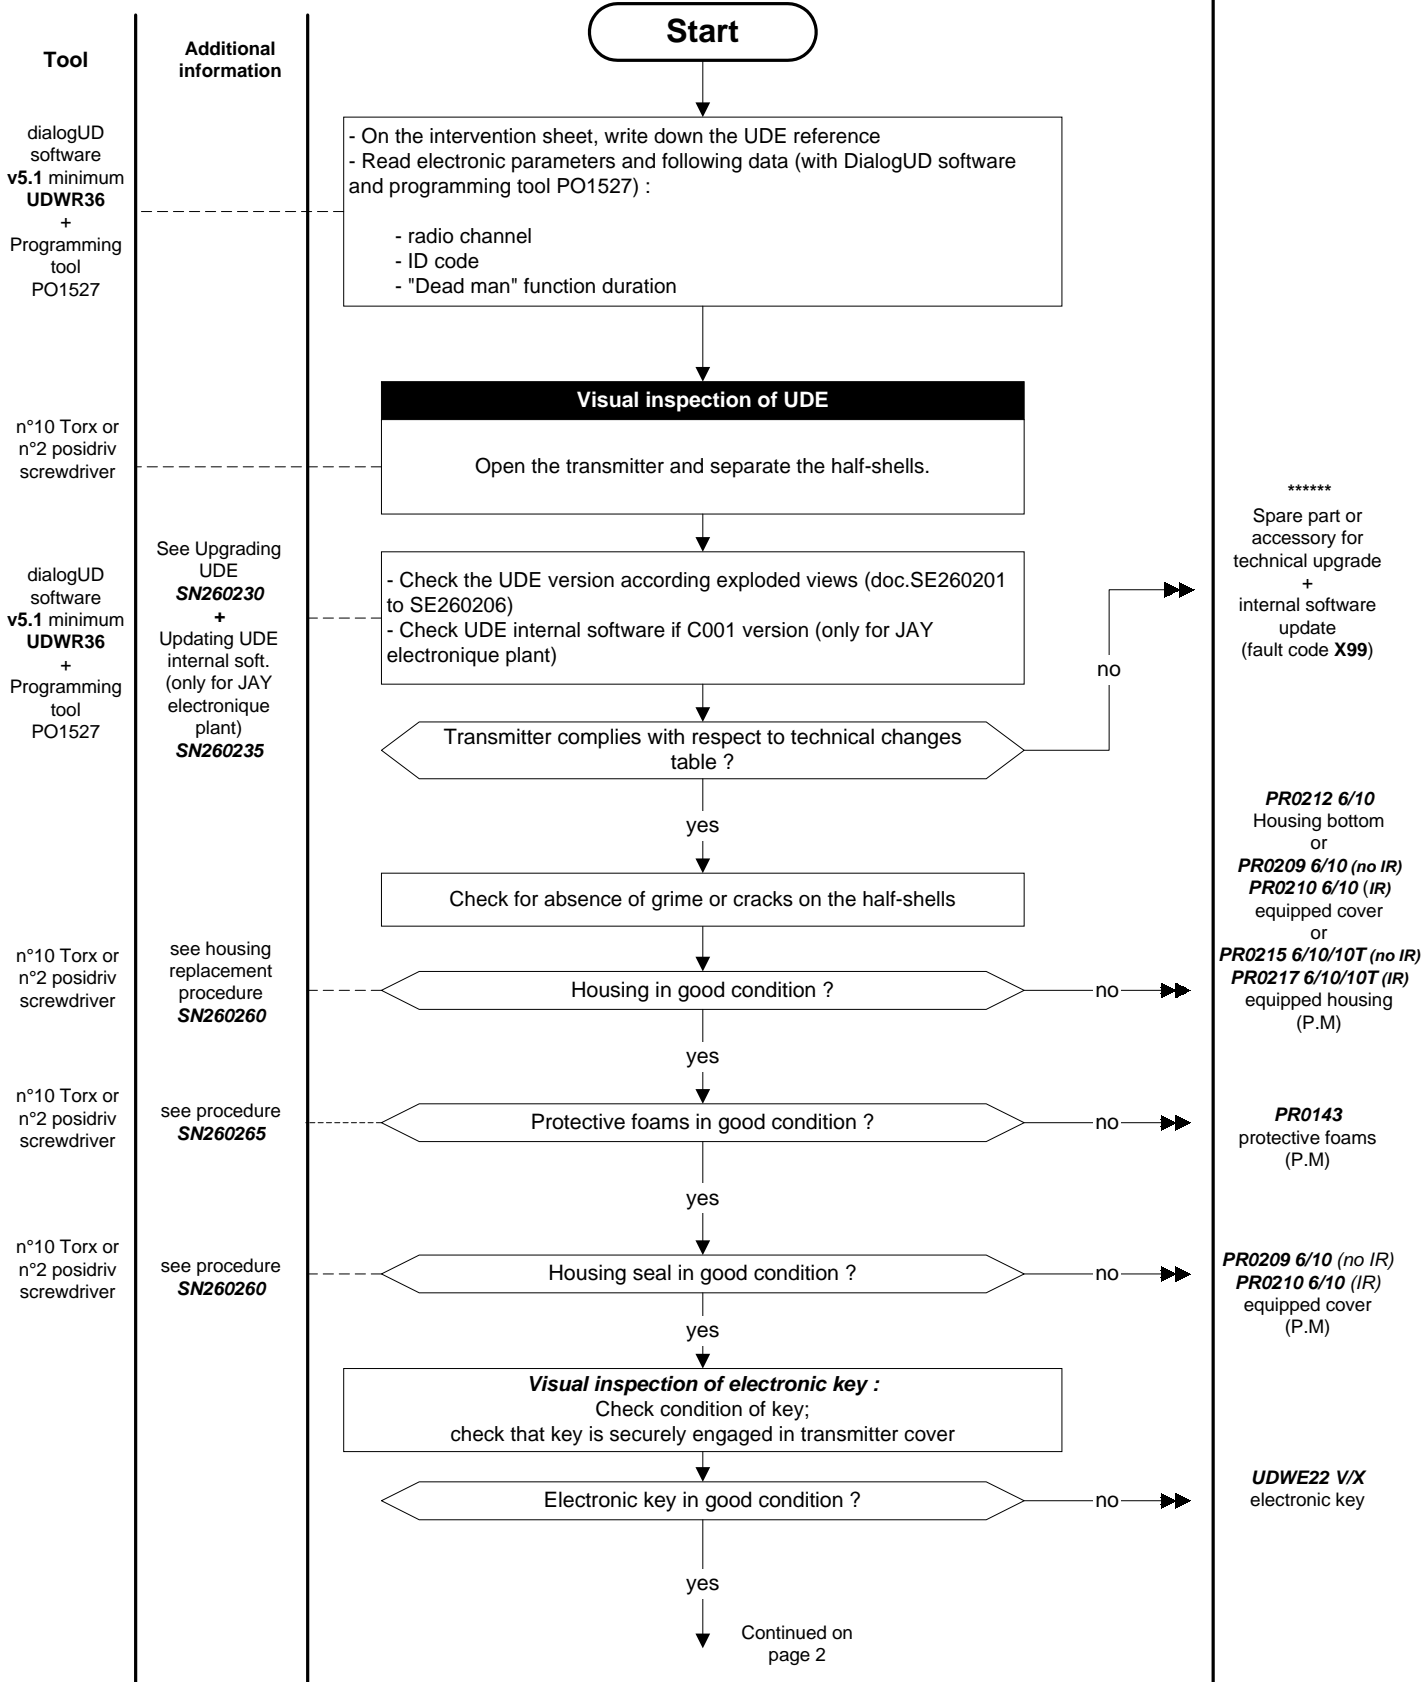 Start
Tool
Additional
information
dialogUD
software
v5.1 minimum
UDWR36
+
Programming
tool
PO1527
- On the intervention sheet, write down the UDE reference
- Read electronic parameters and following data (with DialogUD software
and programming tool PO1527) :
- radio channel
- ID code
- "Dead man" function duration
Visual inspection of UDE
n°10 Torx or
n°2 posidriv
screwdriver
Open the transmitter and separate the half-shells.
dialogUD
software
v5.1 minimum
UDWR36
+
Programming
tool
PO1527
See Upgrading
UDE
SN260230
+
Updating UDE
internal soft.
(only for JAY
electronique
plant)
SN260235
- Check the UDE version according exploded views (doc.SE260201
to SE260206)
- Check UDE internal software if C001 version (only for JAY
electronique plant)
no
******
Spare part or
accessory for
technical upgrade
+
internal software
update
(fault code X99)
Transmitter complies with respect to technical changes
table ?
yes
Check for absence of grime or cracks on the half-shells
n°10 Torx or
n°2 posidriv
screwdriver
see housing
replacement
procedure
SN260260
Housing in good condition ?
no
PR0212 6/10
Housing bottom
or
PR0209 6/10 (no IR)
PR0210 6/10 (IR)
equipped cover
or
PR0215 6/10/10T (no IR)
PR0217 6/10/10T (IR)
equipped housing
(P.M)
yes
n°10 Torx or
n°2 posidriv
screwdriver
see procedure
SN260265
Protective foams in good condition ?
no
PR0143
protective foams
(P.M)
yes
n°10 Torx or
n°2 posidriv
screwdriver
see procedure
SN260260
Housing seal in good condition ?
no
PR0209 6/10 (no IR)
PR0210 6/10 (IR)
equipped cover
(P.M)
yes
Visual inspection of electronic key :
Check condition of key;
check that key is securely engaged in transmitter cover
Electronic key in good condition ?
no
UDWE22 V/X
electronic key
yes
Continued on
page 2